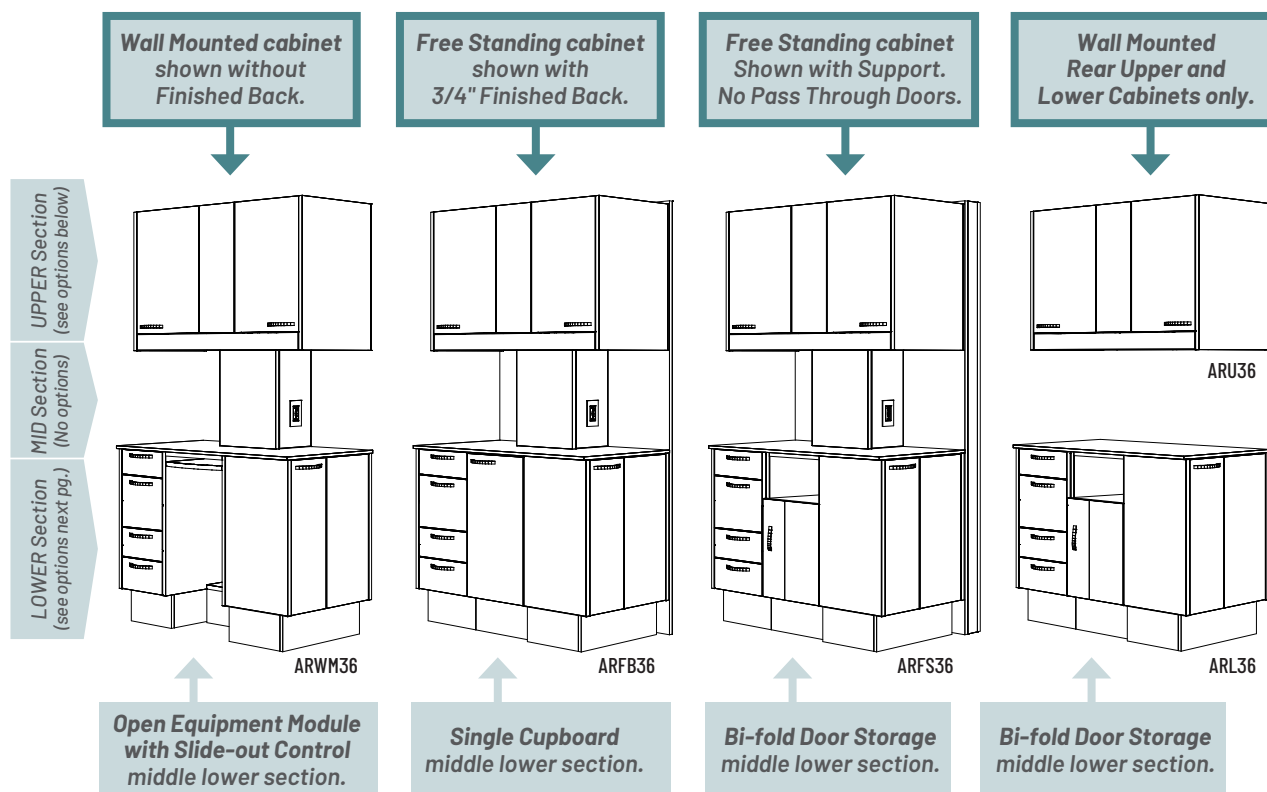 Wall Mounted cabinet
shown without
Finished Back.
Free Standing cabinet
shown with
3/4" Finished Back.
Free Standing cabinet
Shown with Support.
No Pass Through Doors.
Wall Mounted
Rear Upper and
Lower Cabinets only.
UPPER Section
(see options below)
MID Section
(No options)
LOWER Section
(see options next pg.)
ARU36
ARWM36
ARFB36
ARFS36
ARL36
Open Equipment Module
with Slide-out Control
middle lower section.
Single Cupboard
middle lower section.
Bi-fold Door Storage
middle lower section.
Bi-fold Door Storage
middle lower section.